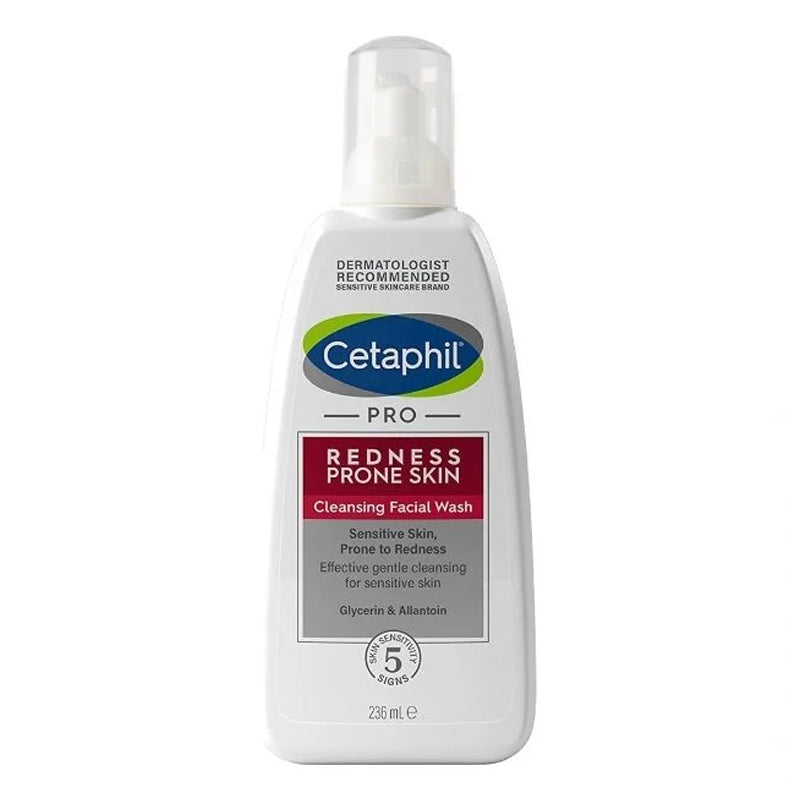 DERMATOLOGIST
RECOMMENDED
SENSITIVE SKINCARE BRAND
Cetaphil®
PRO
REDNESS
PRONE SKIN
Cleansing Facial Wash
Sensitive Skin,
Prone to Redness
Effective gentle cleansing
for sensitive skin
Glycerin & Allantoin
SKIN SENSITIVITY
5
SIGNS
236 mL ℮